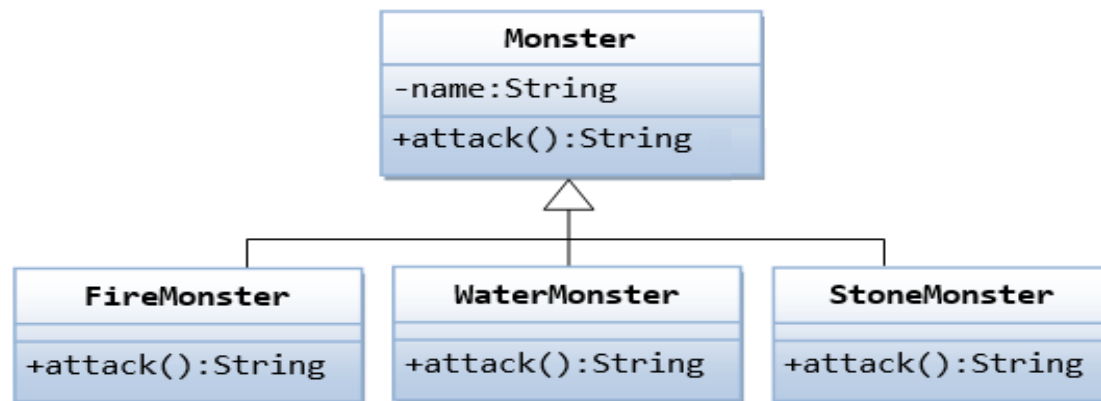 Monster
-name:String
+attack():String
FireMonster
WaterMonster
StoneMonster
+attack():String
+attack():String
+attack():String